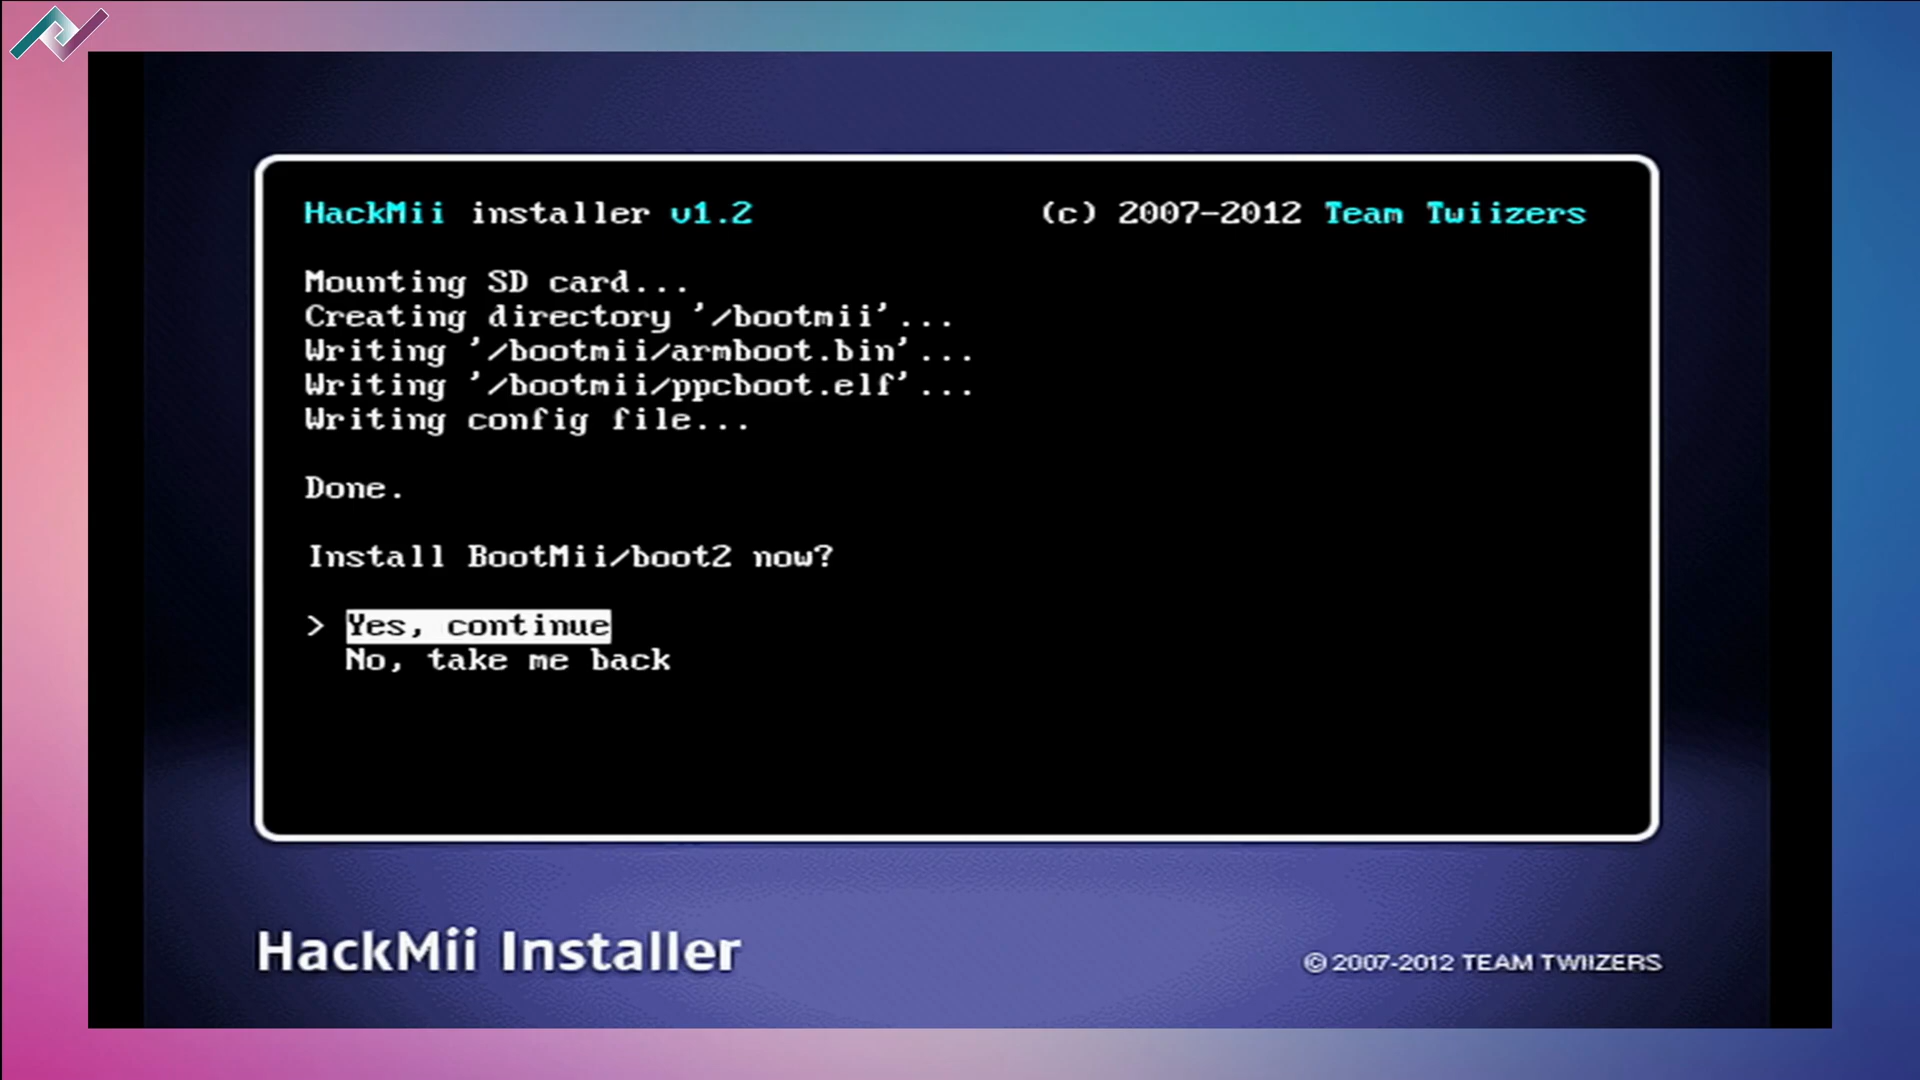 HackMii installer v1.2 (c) 2007-2012 Team Twiizers
Mounting SD card...
Creating directory '/bootmii'...
Writing '/bootmii/armboot.bin'...
Writing '/bootmii/ppcboot.elf'...
Writing config file...
Done.
Install BootMii/boot2 now?
> Yes, continue
No, take me back
HackMii Installer
© 2007-2012 TEAM TWIIZERS